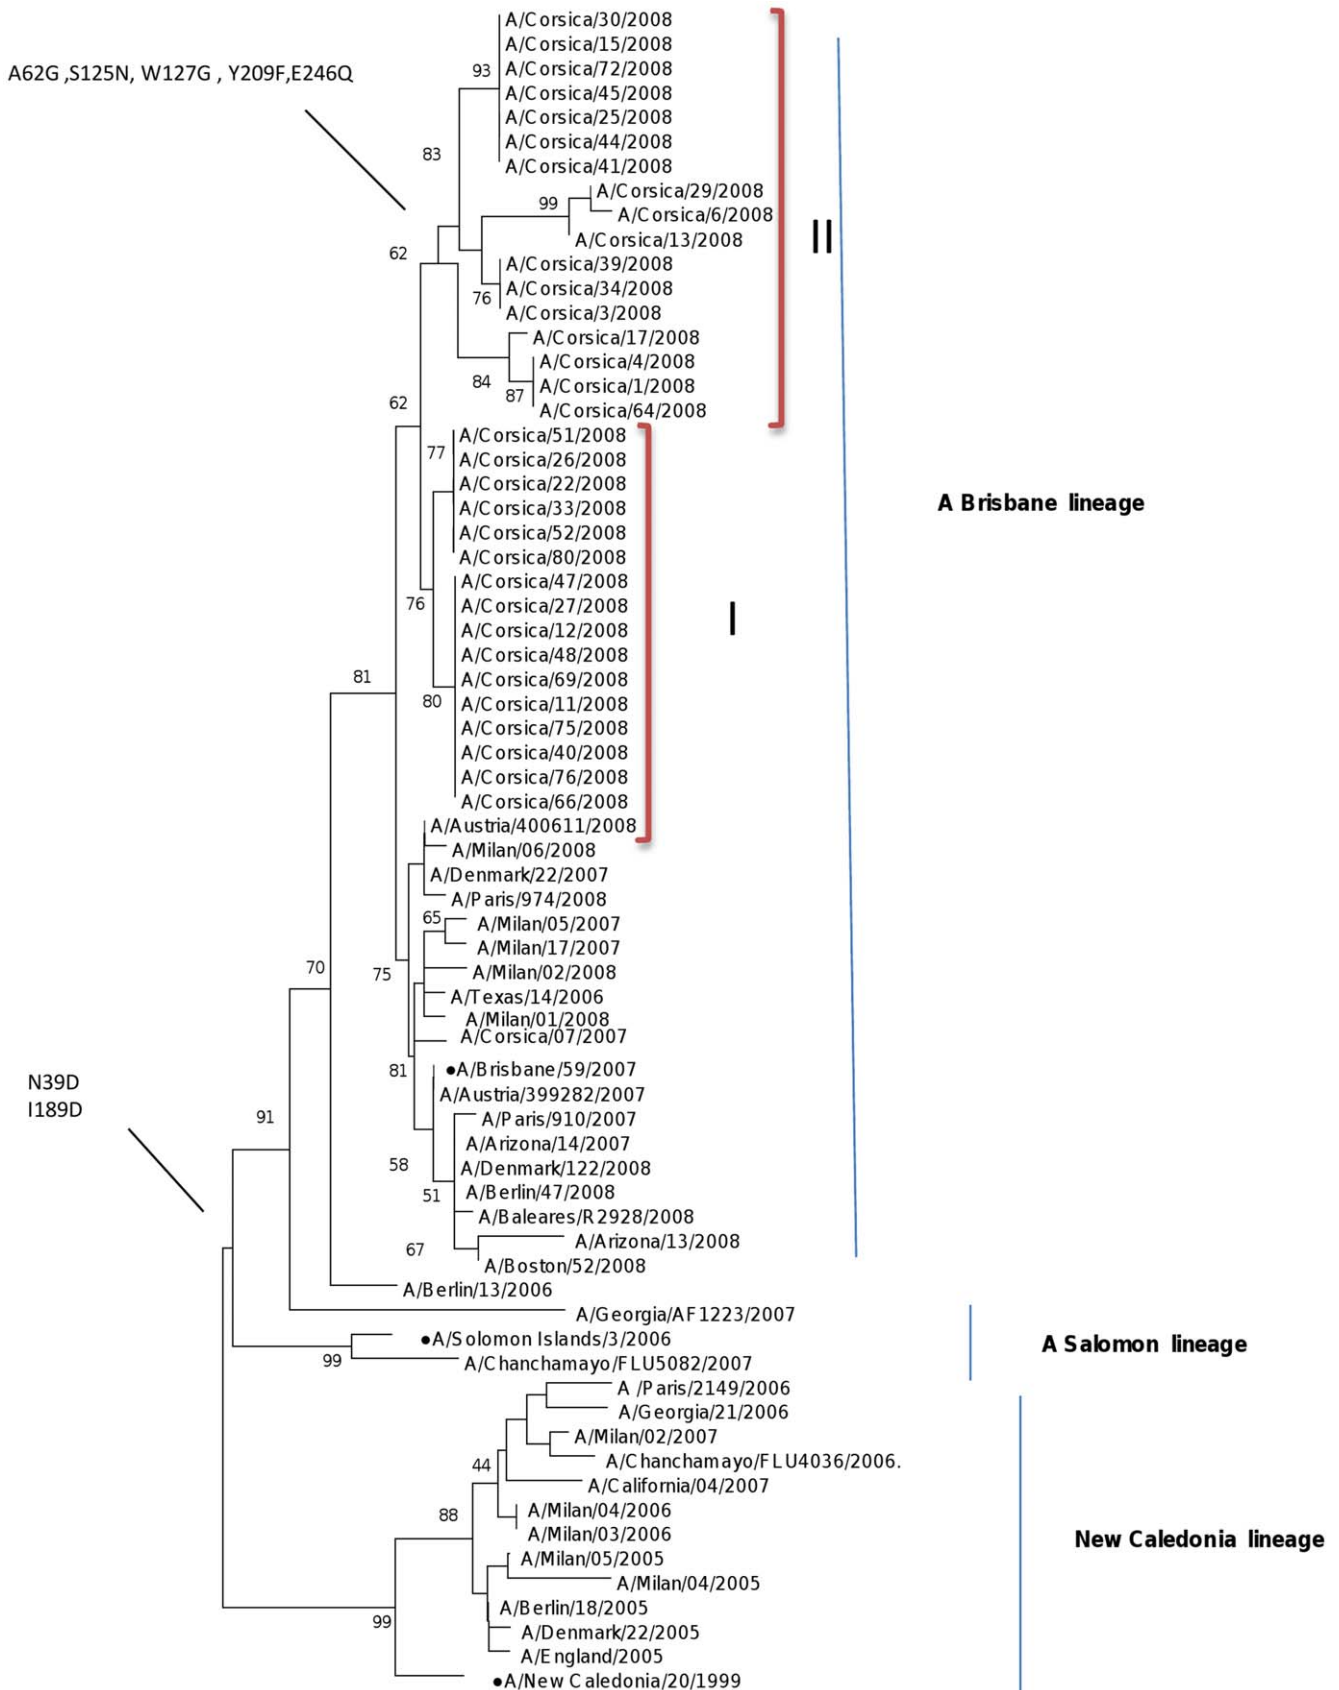 A/Corsica/30/2008
A/Corsica/15/2008
A62G ,S125N, W127G , Y209F,E246Q
93
A/Corsica/72/2008
A/Corsica/45/2008
A/Corsica/25/2008
83
A/Corsica/44/2008
A/Corsica/41/2008
A/Corsica/29/2008
99
A/Corsica/6/2008
II
A/Corsica/13/2008
62
A/Corsica/39/2008
A/Corsica/34/2008
76
A/Corsica/3/2008
A/Corsica/17/2008
A/Corsica/4/2008
84
A/Corsica/1/2008
87
A/Corsica/64/2008
62
A/Corsica/51/2008
77
A/Corsica/26/2008
A/Corsica/22/2008
A Brisbane lineage
A/Corsica/33/2008
A/Corsica/52/2008
A/Corsica/80/2008
A/Corsica/47/2008
76
A/Corsica/27/2008
I
A/Corsica/12/2008
A/Corsica/48/2008
81
A/Corsica/69/2008
80
A/Corsica/11/2008
A/Corsica/75/2008
A/Corsica/40/2008
A/Corsica/76/2008
A/Corsica/66/2008
A/Austria/400611/2008
A/Milan/06/2008
A/Denmark/22/2007
A/Paris/974/2008
65
A/Milan/05/2007
A/Milan/17/2007
70
75
A/Milan/02/2008
A/Texas/14/2006
A/Milan/01/2008
A/Corsica/07/2007
81
●A/Brisbane/59/2007
N39D
I189D
A/Austria/399282/2007
91
A/Paris/910/2007
A/Arizona/14/2007
58
A/Denmark/122/2008
51
A/Berlin/47/2008
A/Baleares/R2928/2008
67
A/Arizona/13/2008
A/Boston/52/2008
A/Berlin/13/2006
A/Georgia/AF1223/2007
●A/Solomon Islands/3/2006
A Salomon lineage
99
A/Chanchamayo/FLU5082/2007
A /Paris/2149/2006
A/Georgia/21/2006
A/Milan/02/2007
44
A/Chanchamayo/FLU4036/2006.
A/California/04/2007
88
A/Milan/04/2006
A/Milan/03/2006
New Caledonia lineage
A/Milan/05/2005
A/Milan/04/2005
99
A/Berlin/18/2005
A/Denmark/22/2005
A/England/2005
●A/New Caledonia/20/1999